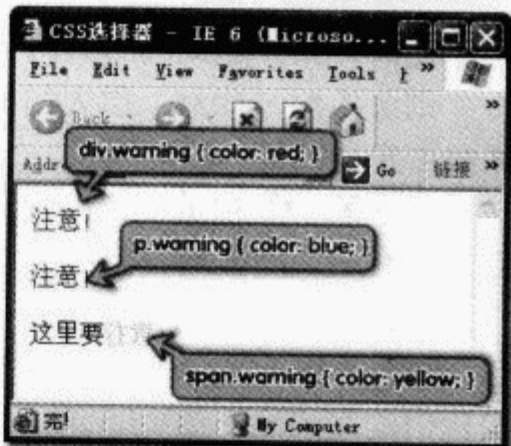 CSS选择器 - IE 6 (Microso...
File Edit View Favorites Tools »
Back »
div.warning { color: red; }
Addr Go 链接 »
注意!
p.warning { color: blue; }
注意!
这里要
span.warning { color: yellow; }
完! My Computer